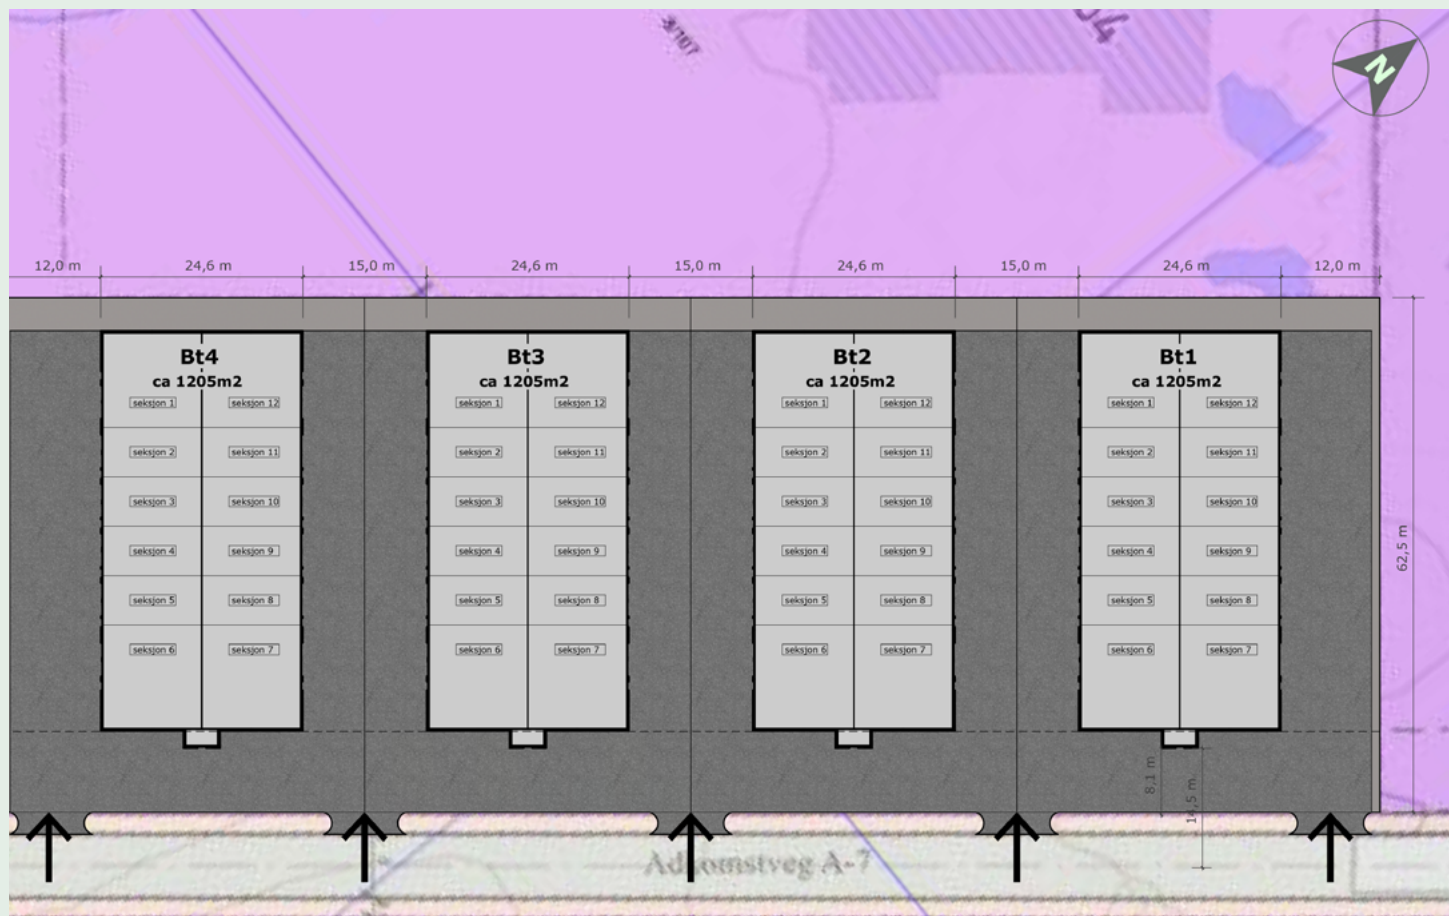 3/107
04
N
12,0 m 24,6 m 15,0 m 24,6 m 15,0 m 24,6 m 15,0 m 24,6 m 12,0 m
Bt4 Bt3 Bt2 Bt1
ca 1205m2 ca 1205m2 ca 1205m2 ca 1205m2
seksjon 1 seksjon 12 seksjon 1 seksjon 12 seksjon 1 seksjon 12 seksjon 1 seksjon 12
seksjon 2 seksjon 11 seksjon 2 seksjon 11 seksjon 2 seksjon 11 seksjon 2 seksjon 11
seksjon 3 seksjon 10 seksjon 3 seksjon 10 seksjon 3 seksjon 10 seksjon 3 seksjon 10
seksjon 4 seksjon 9 seksjon 4 seksjon 9 seksjon 4 seksjon 9 seksjon 4 seksjon 9
seksjon 5 seksjon 8 seksjon 5 seksjon 8 seksjon 5 seksjon 8 seksjon 5 seksjon 8
seksjon 6 seksjon 7 seksjon 6 seksjon 7 seksjon 6 seksjon 7 seksjon 6 seksjon 7
62,5 m
8,1 m
14,5 m
Adkomstveg A-7